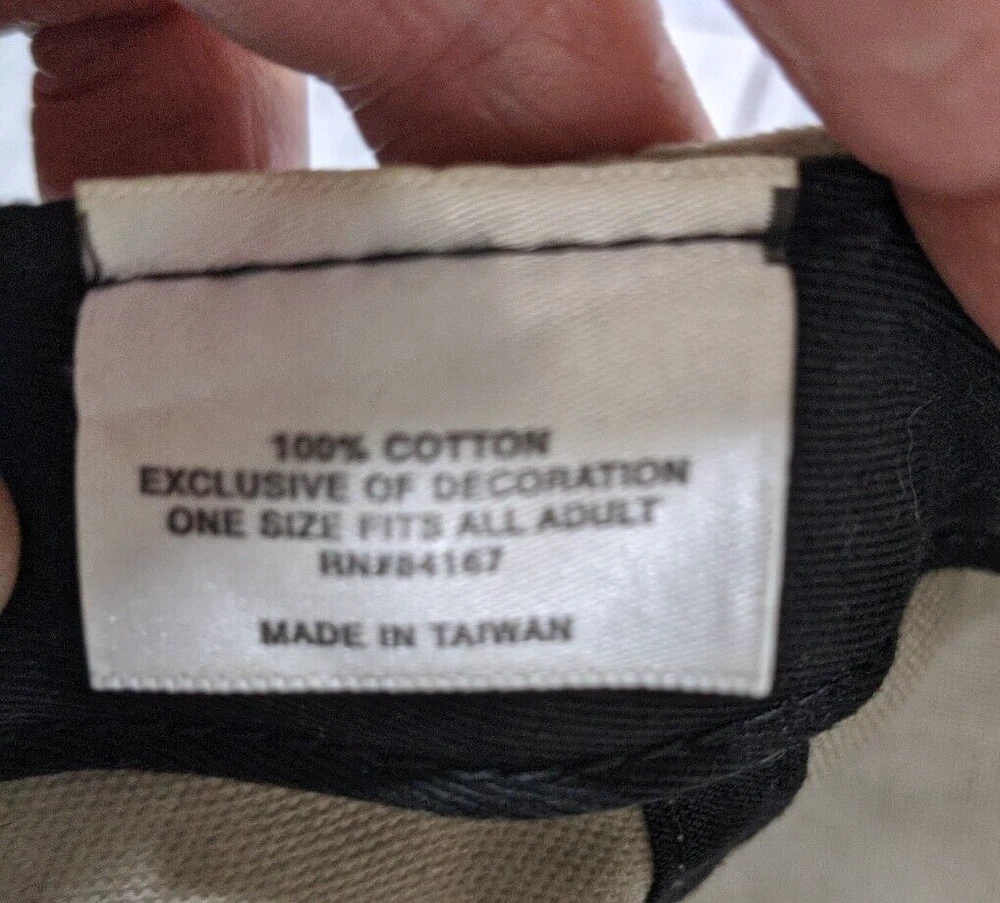 100% COTTON
EXCLUSIVE OF DECORATION
ONE SIZE FITS ALL ADULT
RN#84167
MADE IN TAIWAN